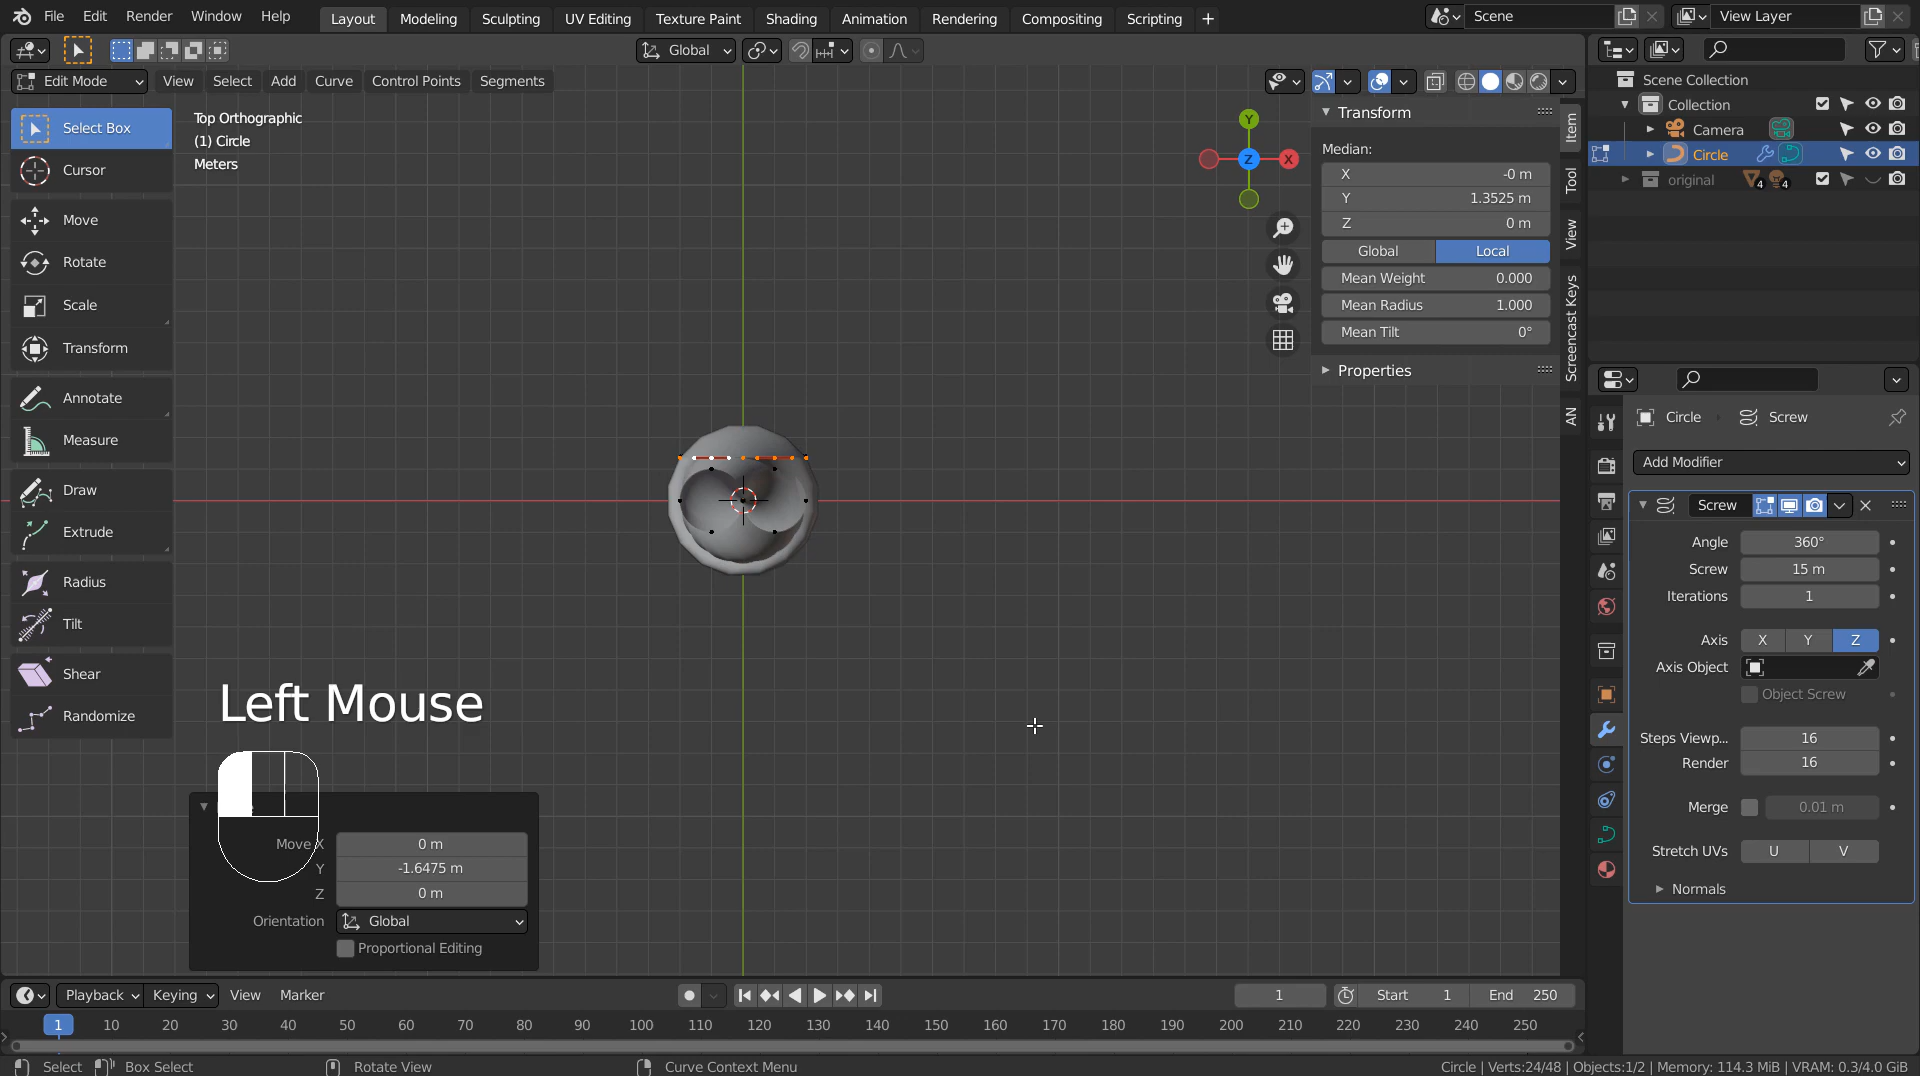 File Edit Render Window Help Layout Modeling Sculpting UV Editing Texture Paint Shading Animation Rendering Compositing Scripting + Scene View Layer
Global
Edit Mode View Select Add Curve Control Points Segments
Select Box
Cursor
Move
Rotate
Scale
Transform
Annotate
Measure
Draw
Extrude
Radius
Tilt
Shear
Randomize
Top Orthographic
(1) Circle
Meters
Y
X
Z
Left Mouse
Move X 0 m
Y -1.6475 m
Z 0 m
Orientation Global
Proportional Editing
Transform
Median:
X -0 m
Y 1.3525 m
Z 0 m
Global Local
Mean Weight 0.000
Mean Radius 1.000
Mean Tilt 0°
Properties
Item
Tool
View
Screencast Keys
AN
Scene Collection
Collection
Camera
Circle
original 4 4
Circle Screw
Add Modifier
Screw
Angle 360°
Screw 15 m
Iterations 1
Axis X Y Z
Axis Object
Object Screw
Steps Viewp... 16
Render 16
Merge 0.01 m
Stretch UVs U V
Normals
Playback Keying View Marker 1 Start 1 End 250
1 10 20 30 40 50 60 70 80 90 100 110 120 130 140 150 160 170 180 190 200 210 220 230 240 250
Select Box Select Rotate View Curve Context Menu Circle | Verts:24/48 | Objects:1/2 | Memory: 114.3 MiB | VRAM: 0.3/4.0 GiB